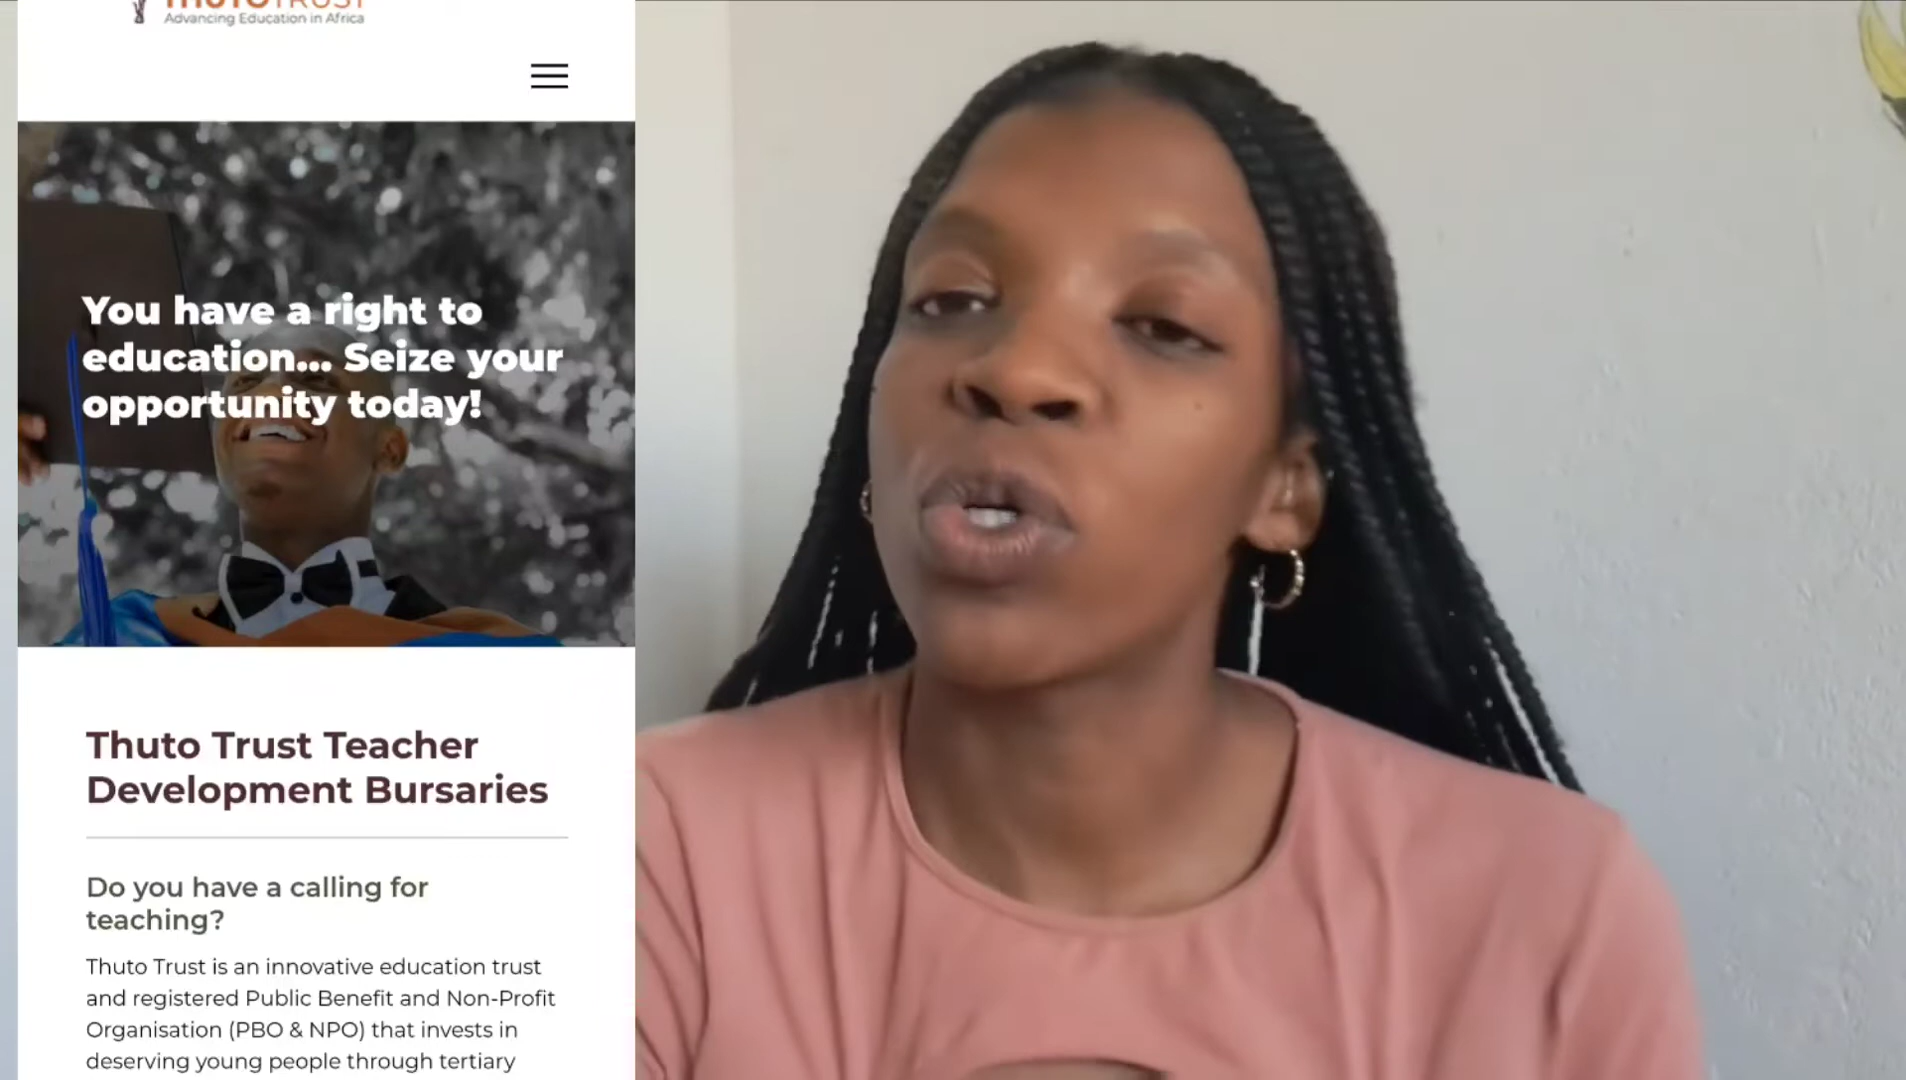 THUTO TRUST
Advancing Education in Africa
You have a right to
education... Seize your
opportunity today!
Thuto Trust Teacher
Development Bursaries
Do you have a calling for
teaching?
Thuto Trust is an innovative education trust
and registered Public Benefit and Non-Profit
Organisation (PBO & NPO) that invests in
deserving young people through tertiary